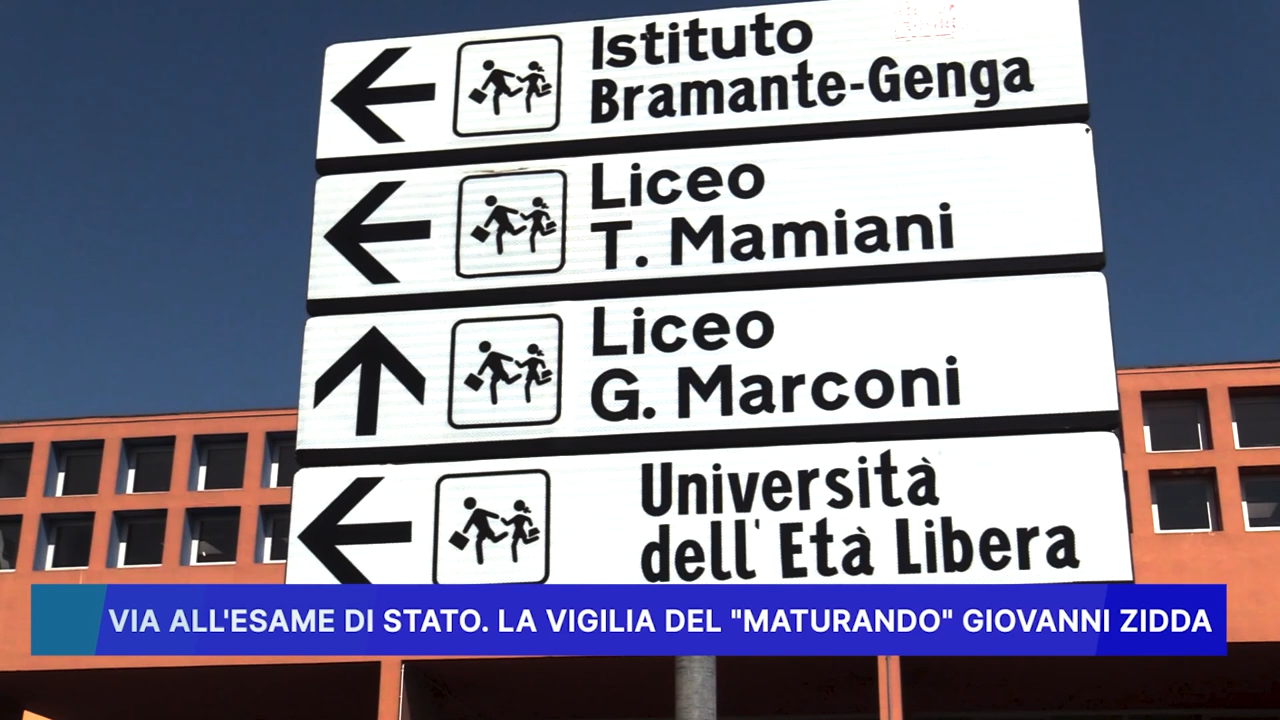 Istituto
Bramante-Genga
Liceo
T. Mamiani
Liceo
G. Marconi
Università
dell'Età Libera
VIA ALL'ESAME DI STATO. LA VIGILIA DEL "MATURANDO" GIOVANNI ZIDDA